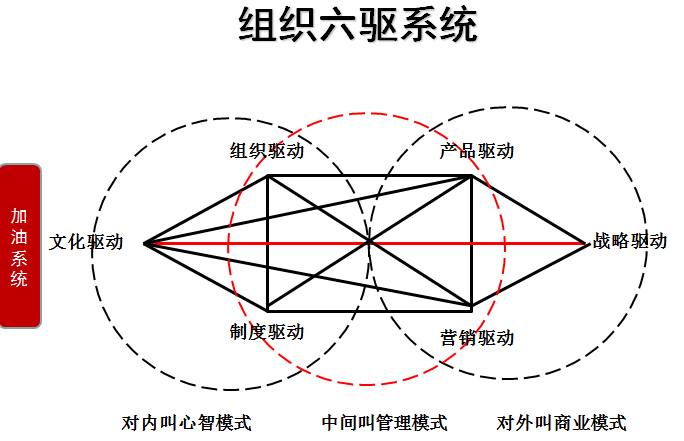 组织六驱系统
组织驱动
产品驱动
加油系统
文化驱动
战略驱动
制度驱动
营销驱动
对内叫心智模式
中间叫管理模式
对外叫商业模式